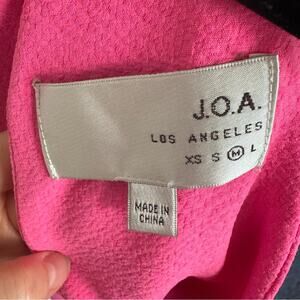 J.O.A.
LOS ANGELES
XS S M L
MADE IN
CHINA